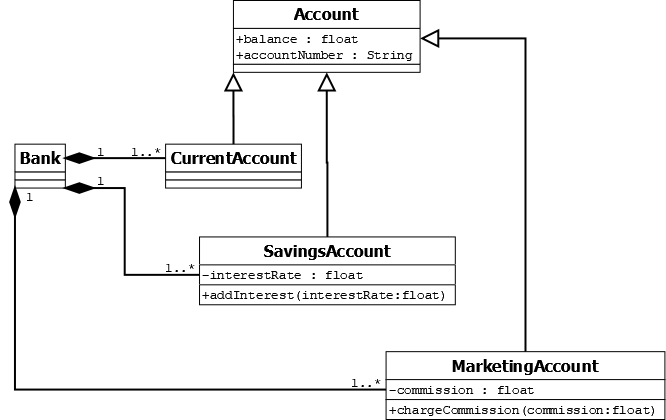 Account
+balance : float
+accountNumber : String
Bank
1
1..*
CurrentAccount
1
1
SavingsAccount
1..*
-interestRate : float
+addInterest(interestRate:float)
MarketingAccount
1..*
-commission : float
+chargeCommission(commission:float)